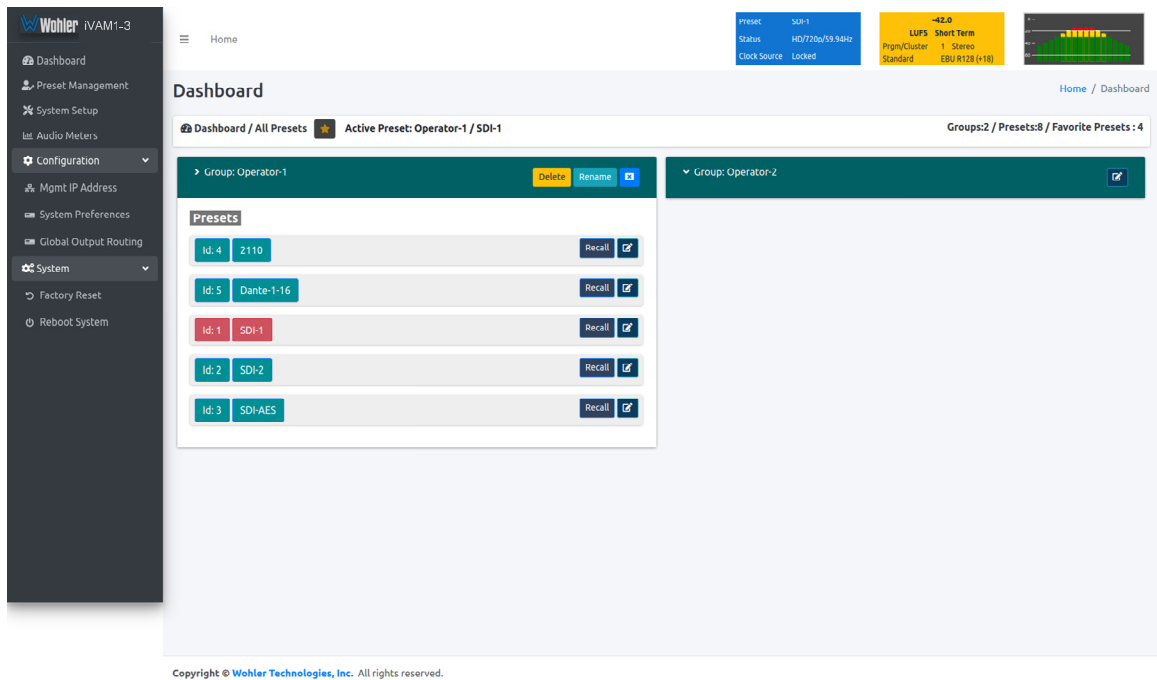 Wohler iVAM1-3
Dashboard
Preset Management
System Setup
Audio Meters
Configuration
Mgmt IP Address
System Preferences
Global Output Routing
System
Factory Reset
Reboot System
Home
Preset SDI-1
Status HD/720p/59.94Hz
Clock Source Locked
-42.0
LUFS Short Term
Prgm/Cluster 1 Stereo
Standard EBU R128 (+18)
Dashboard
Home / Dashboard
Dashboard / All Presets Active Preset: Operator-1 / SDI-1
Groups:2 / Presets:8 / Favorite Presets : 4
Group: Operator-1 Delete Rename
Group: Operator-2
Presets
Id: 4 2110 Recall
Id: 5 Dante-1-16 Recall
Id: 1 SDI-1 Recall
Id: 2 SDI-2 Recall
Id: 3 SDI-AES Recall
Copyright © Wohler Technologies, Inc. All rights reserved.